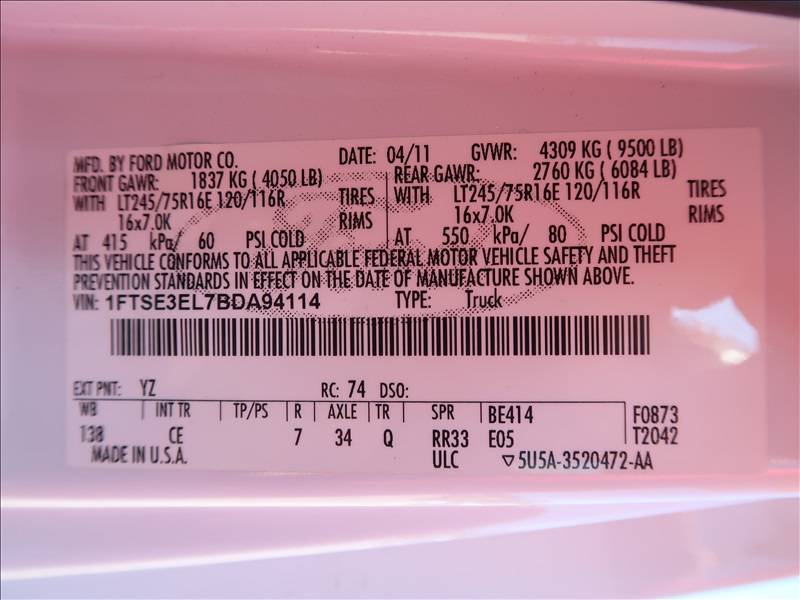 MFD. BY FORD MOTOR CO. DATE: 04/11 GVWR: 4309 KG ( 9500 LB)
FRONT GAWR: 1837 KG ( 4050 LB) REAR GAWR: 2760 KG ( 6084 LB)
WITH LT245/75R16E 120/116R TIRES WITH LT245/75R16E 120/116R TIRES
16x7.0K RIMS 16x7.0K RIMS
AT 415 kPa/ 60 PSI COLD AT 550 kPa/ 80 PSI COLD
THIS VEHICLE CONFORMS TO ALL APPLICABLE FEDERAL MOTOR VEHICLE SAFETY AND THEFT
PREVENTION STANDARDS IN EFFECT ON THE DATE OF MANUFACTURE SHOWN ABOVE.
VIN: 1FTSE3EL7BDA94114 TYPE: Truck
EXT PNT: YZ RC: 74 DSO:
WB INT TR TP/PS R AXLE TR SPR BE414 F0873
138 CE 7 34 Q RR33 E05 T2042
MADE IN U.S.A. ULC ▽5U5A-3520472-AA